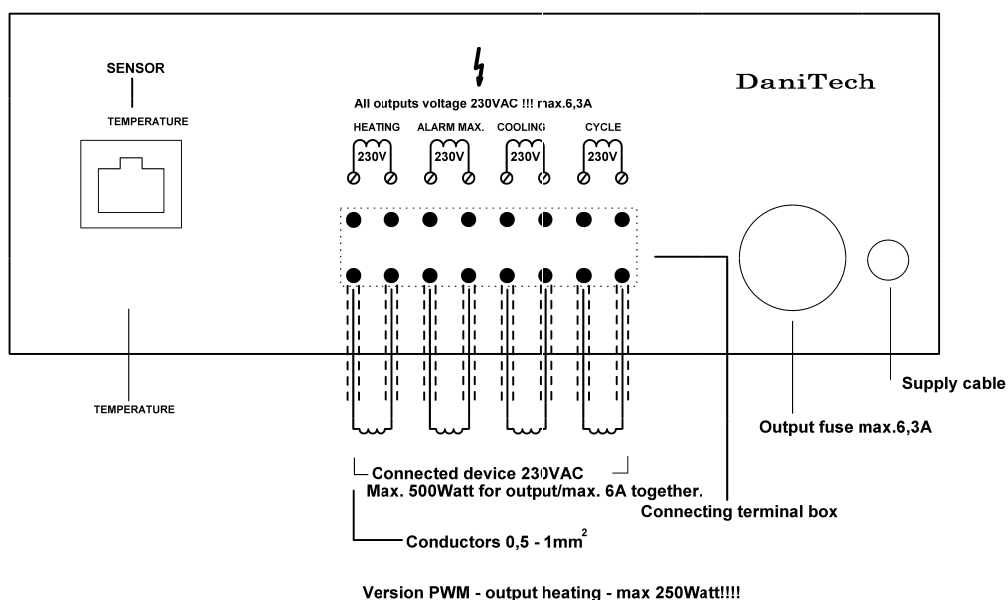 SENSOR
TEMPERATURE
All outputs voltage 230VAC !!! max.6,3A
DaniTech
HEATING ALARM MAX. COOLING CYCLE
230V 230V 230V 230V
TEMPERATURE
Supply cable
Output fuse max.6,3A
Connected device 230VAC
Max. 500Watt for output/max. 6A together.
Connecting terminal box
Conductors 0,5 - 1mm²
Version PWM - output heating - max 250Watt!!!!